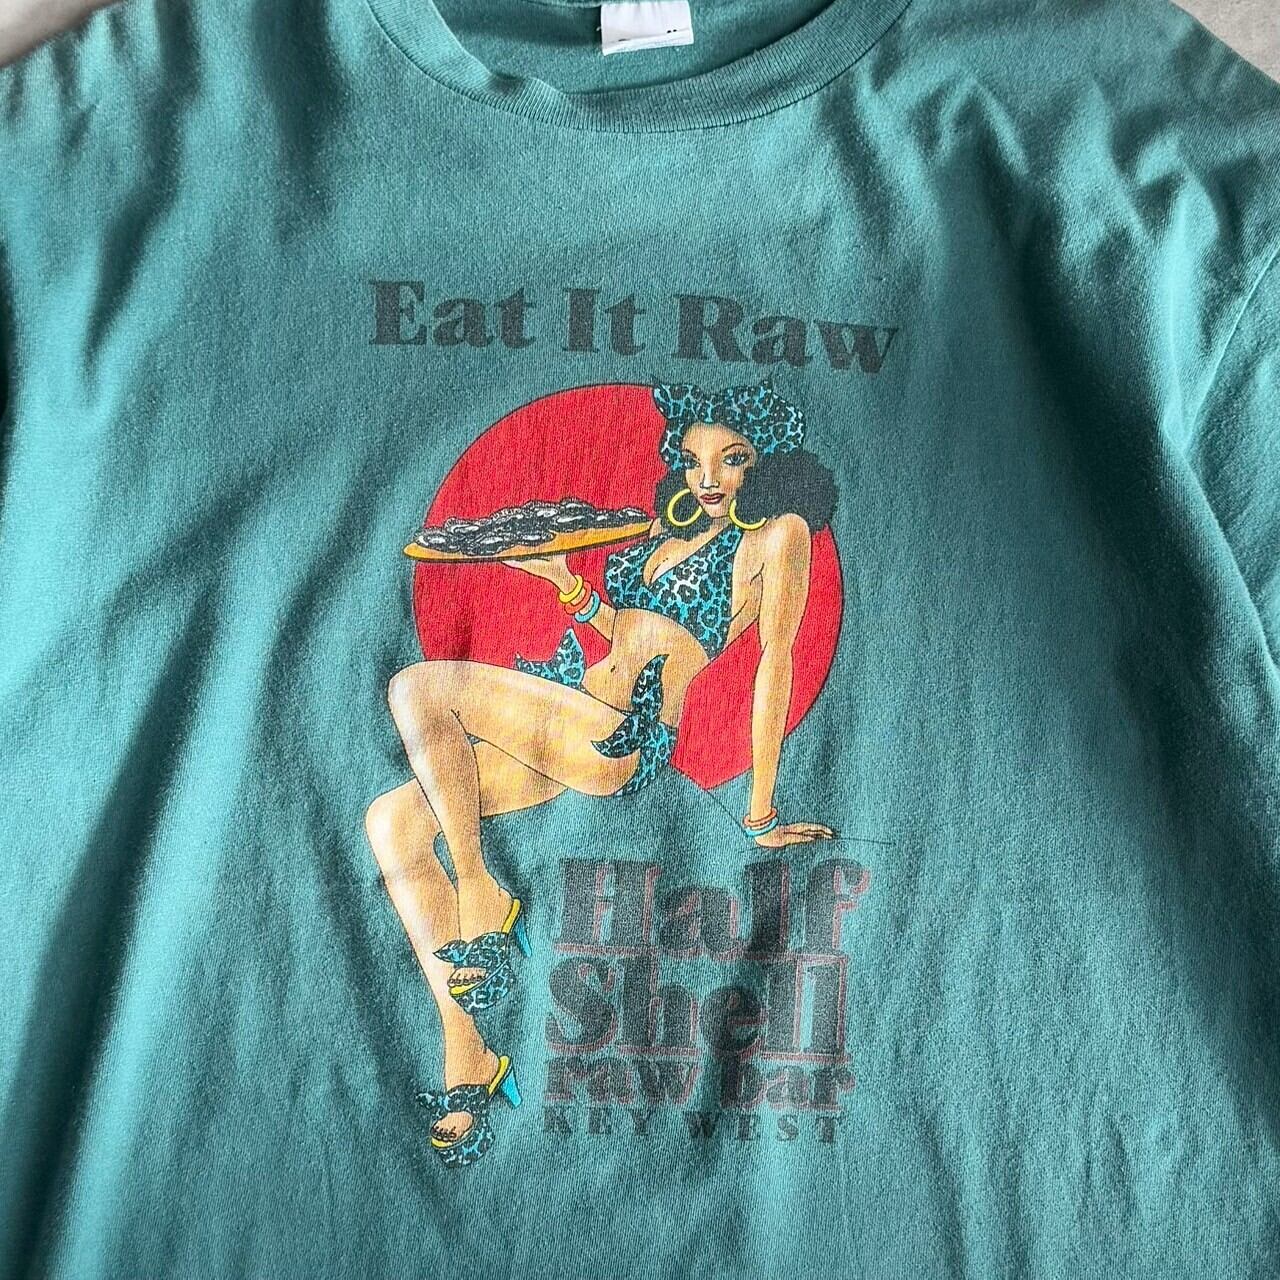 Eat It Raw
Half
Shell
raw bar
KEY WEST